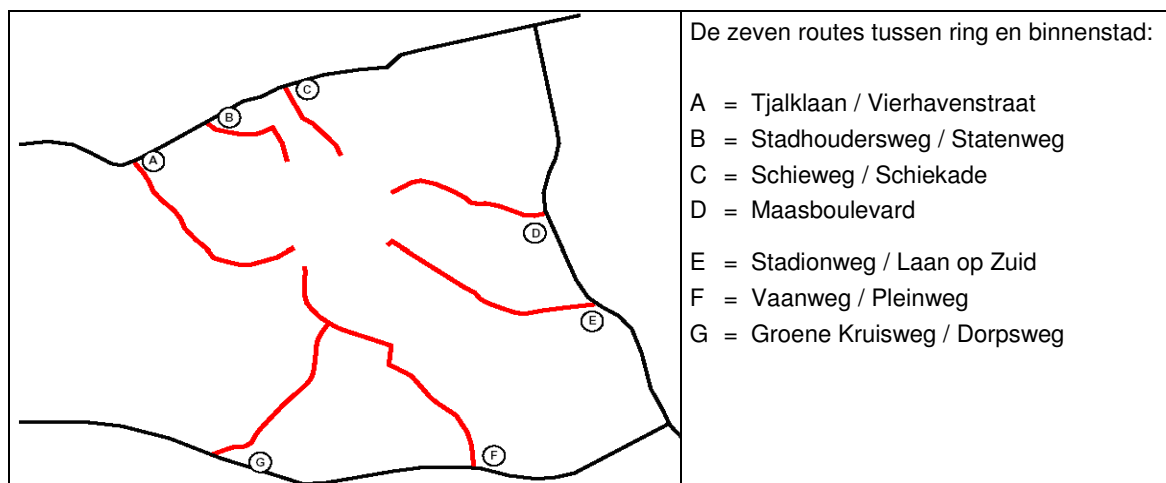 C
B
A
D
E
G
F
De zeven routes tussen ring en binnenstad:
A = Tjalklaan / Vierhavenstraat
B = Stadhoudersweg / Statenweg
C = Schieweg / Schiekade
D = Maasboulevard
E = Stadionweg / Laan op Zuid
F = Vaanweg / Pleinweg
G = Groene Kruisweg / Dorpsweg